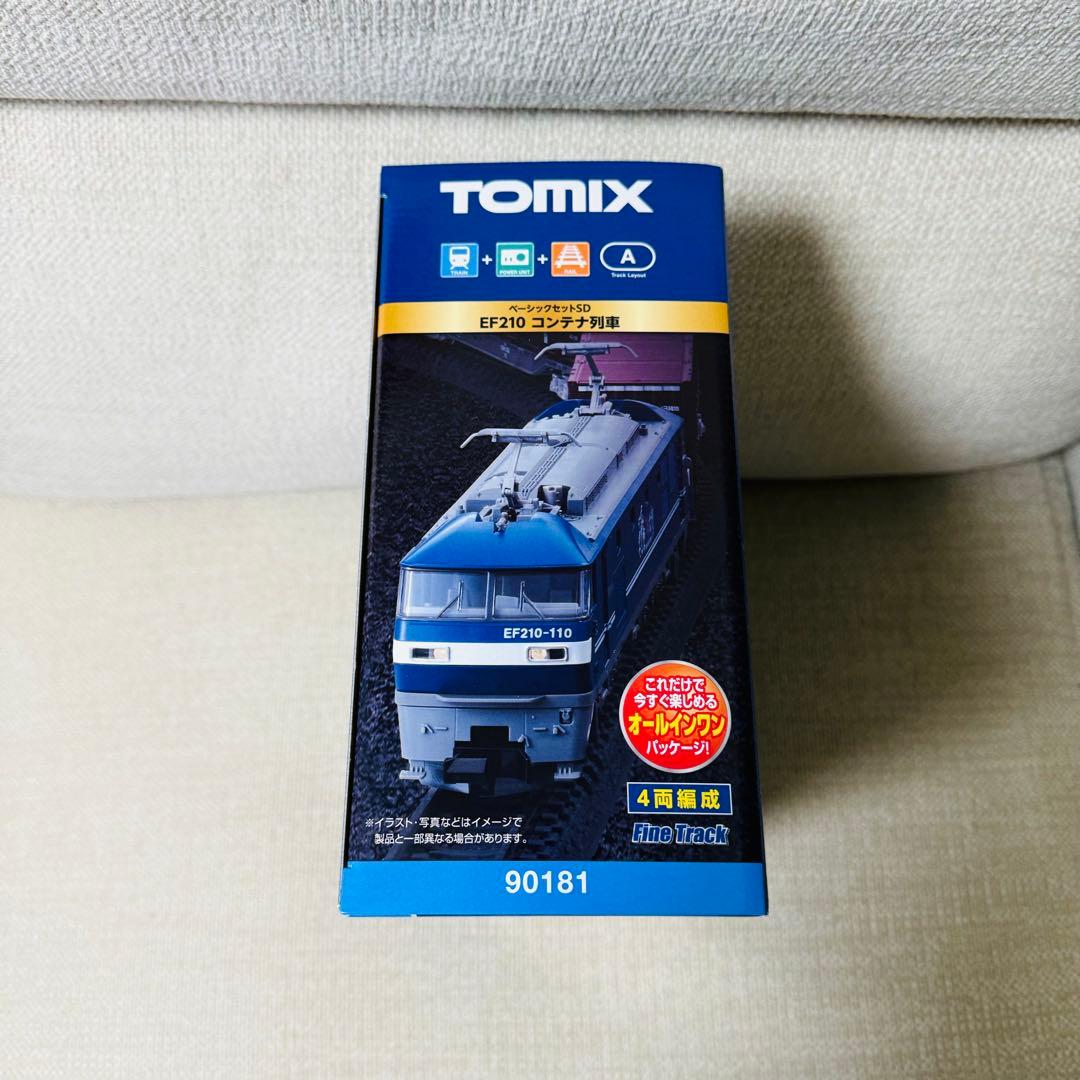 TOMIX
TRAIN + POWER UNIT + RAIL A Track Layout
ベーシックセットSD
EF210 コンテナ列車
EF210-110
これだけで
今すぐ楽しめる
オールインワン
パッケージ!
4両編成
Fine Track
※イラスト・写真などはイメージで
製品と一部異なる場合があります。
90181